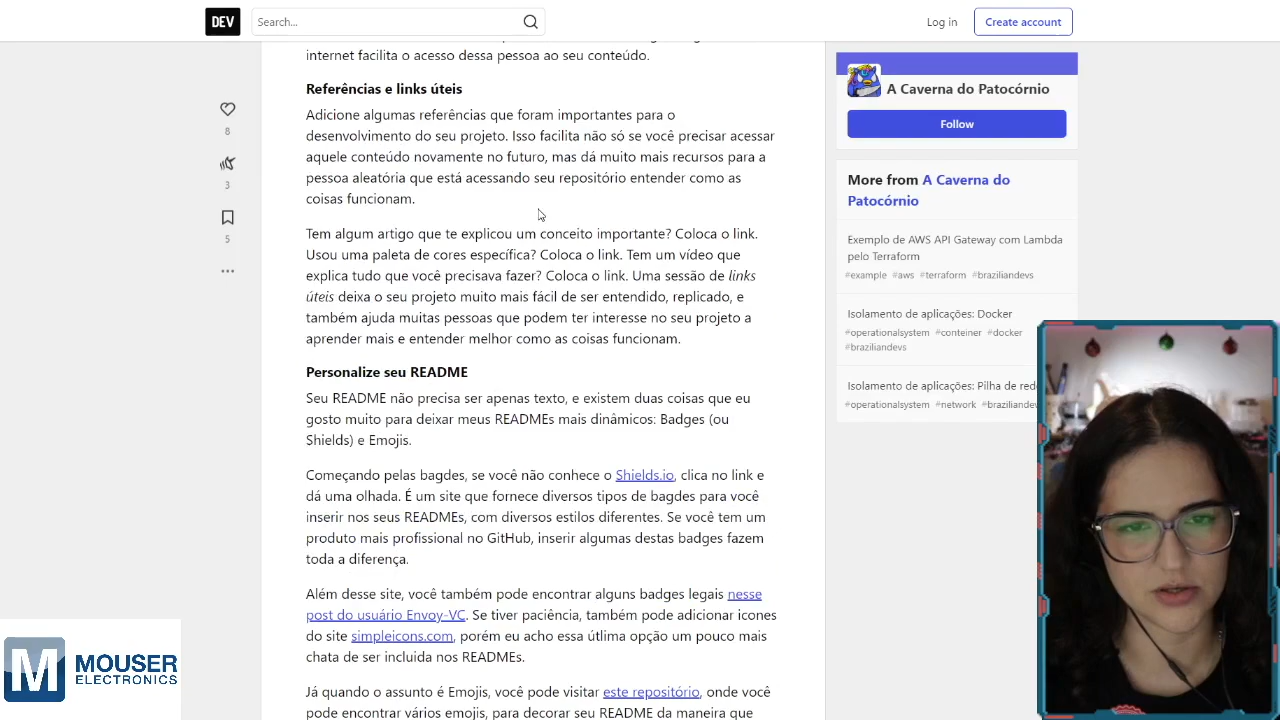 DEV
Search...
Log in
Create account
internet facilita o acesso dessa pessoa ao seu conteúdo.
Referências e links úteis
Adicione algumas referências que foram importantes para o
desenvolvimento do seu projeto. Isso facilita não só se você precisar acessar
aquele conteúdo novamente no futuro, mas dá muito mais recursos para a
pessoa aleatória que está acessando seu repositório entender como as
coisas funcionam.
Tem algum artigo que te explicou um conceito importante? Coloca o link.
Usou uma paleta de cores específica? Coloca o link. Tem um vídeo que
explica tudo que você precisava fazer? Coloca o link. Uma sessão de links
úteis deixa o seu projeto muito mais fácil de ser entendido, replicado, e
também ajuda muitas pessoas que podem ter interesse no seu projeto a
aprender mais e entender melhor como as coisas funcionam.
Personalize seu README
Seu README não precisa ser apenas texto, e existem duas coisas que eu
gosto muito para deixar meus READMEs mais dinâmicos: Badges (ou
Shields) e Emojis.
Começando pelas bagdes, se você não conhece o Shields.io, clica no link e
dá uma olhada. É um site que fornece diversos tipos de bagdes para você
inserir nos seus READMEs, com diversos estilos diferentes. Se você tem um
produto mais profissional no GitHub, inserir algumas destas badges fazem
toda a diferença.
Além desse site, você também pode encontrar alguns badges legais nesse
post do usuário Envoy-VC. Se tiver paciência, também pode adicionar icones
do site simpleicons.com, porém eu acho essa útlima opção um pouco mais
chata de ser incluida nos READMEs.
Já quando o assunto é Emojis, você pode visitar este repositório, onde você
pode encontrar vários emojis, para decorar seu README da maneira que
8
3
5
A Caverna do Patocórnio
Follow
More from A Caverna do
Patocórnio
Exemplo de AWS API Gateway com Lambda
pelo Terraform
#example #aws #terraform #braziliandevs
Isolamento de aplicações: Docker
#operationalsystem #conteiner #docker
#braziliandevs
Isolamento de aplicações: Pilha de rede
#operationalsystem #network #braziliandev
M MOUSER
ELECTRONICS